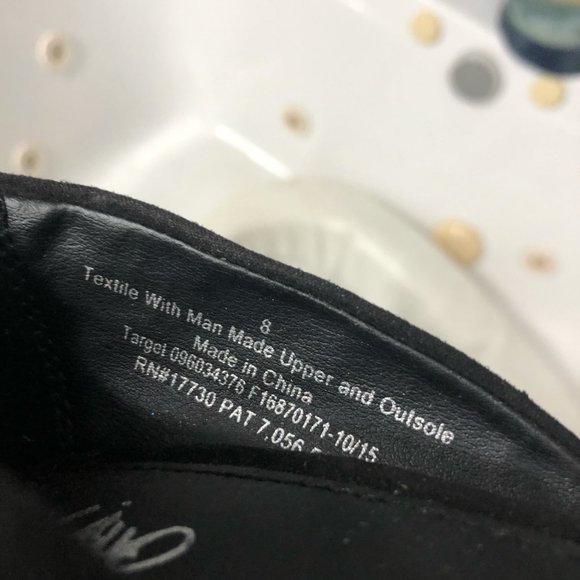 8
Textile With Man Made Upper and Outsole
Made in China
Target 096034376 F16870171-10/15
RN#17730 PAT 7,056